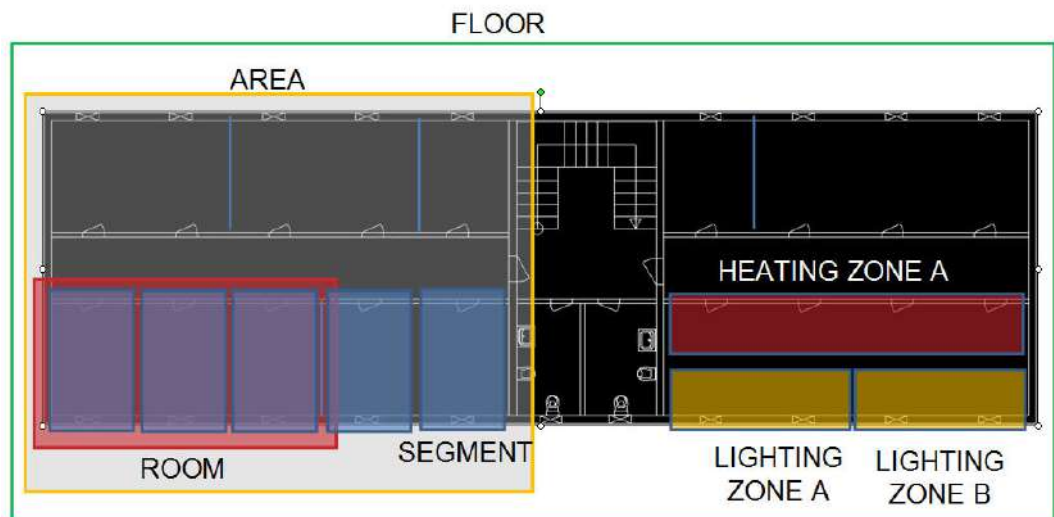 FLOOR
AREA
HEATING ZONE A
ROOM
SEGMENT
LIGHTING
ZONE A
LIGHTING
ZONE B